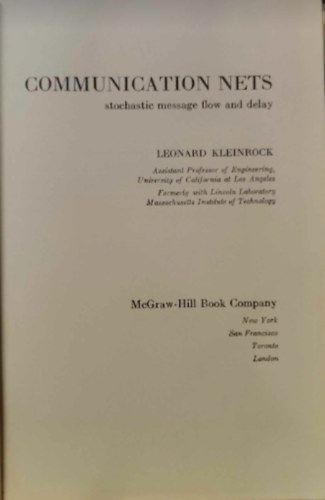 COMMUNICATION NETS
stochastic message flow and delay
LEONARD KLEINROCK
Assistant Professor of Engineering,
University of California at Los Angeles
Formerly with Lincoln Laboratory
Massachusetts Institute of Technology
McGraw-Hill Book Company
New York
San Francisco
Toronto
London